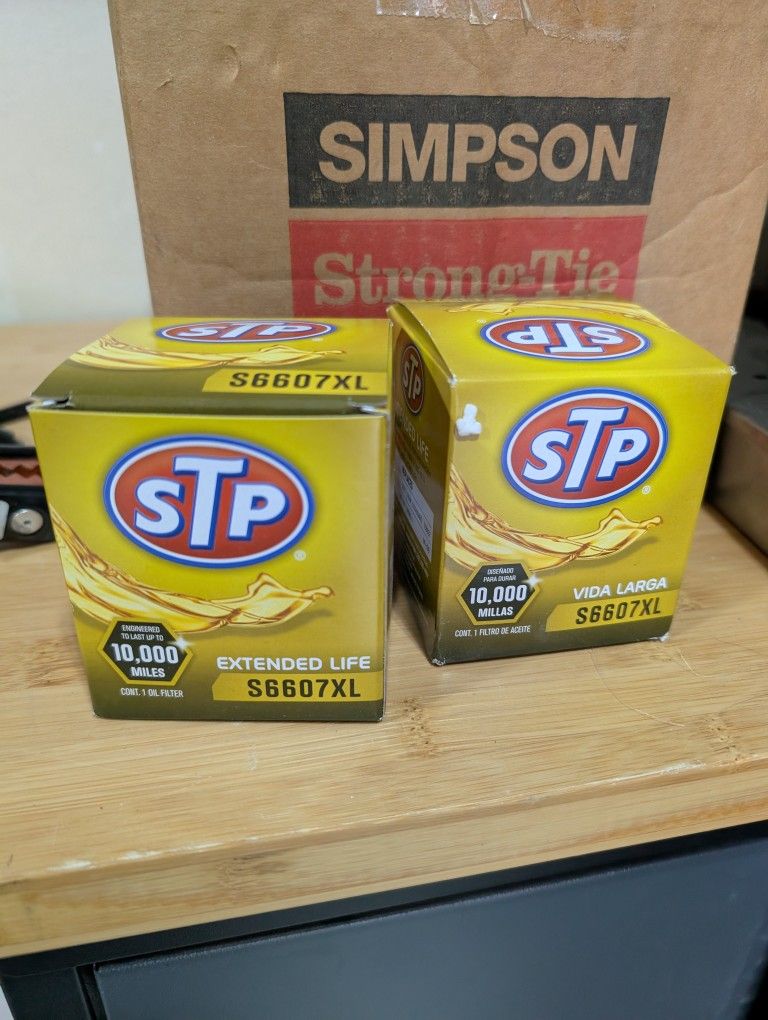 SIMPSON
Strong-Tie
STP
S6607XL
STP
ENGINEERED
TO LAST UP TO
10,000
MILES
CONT. 1 OIL FILTER
EXTENDED LIFE
S6607XL
STP
STP
STP
DISEÑADO
PARA DURAR
10,000
MILLAS
CONT. 1 FILTRO DE ACEITE
VIDA LARGA
S6607XL